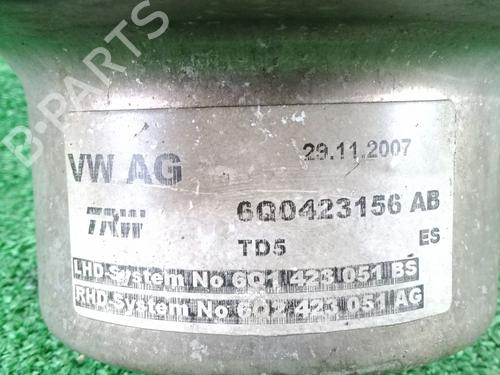 B-PARTS
VW AG 29.11.2007
TRW 6Q0423156 AB
TD5 ES
LHD-System No 6Q1 423 051 BS
RHD-System No 6Q2 423 051 AG